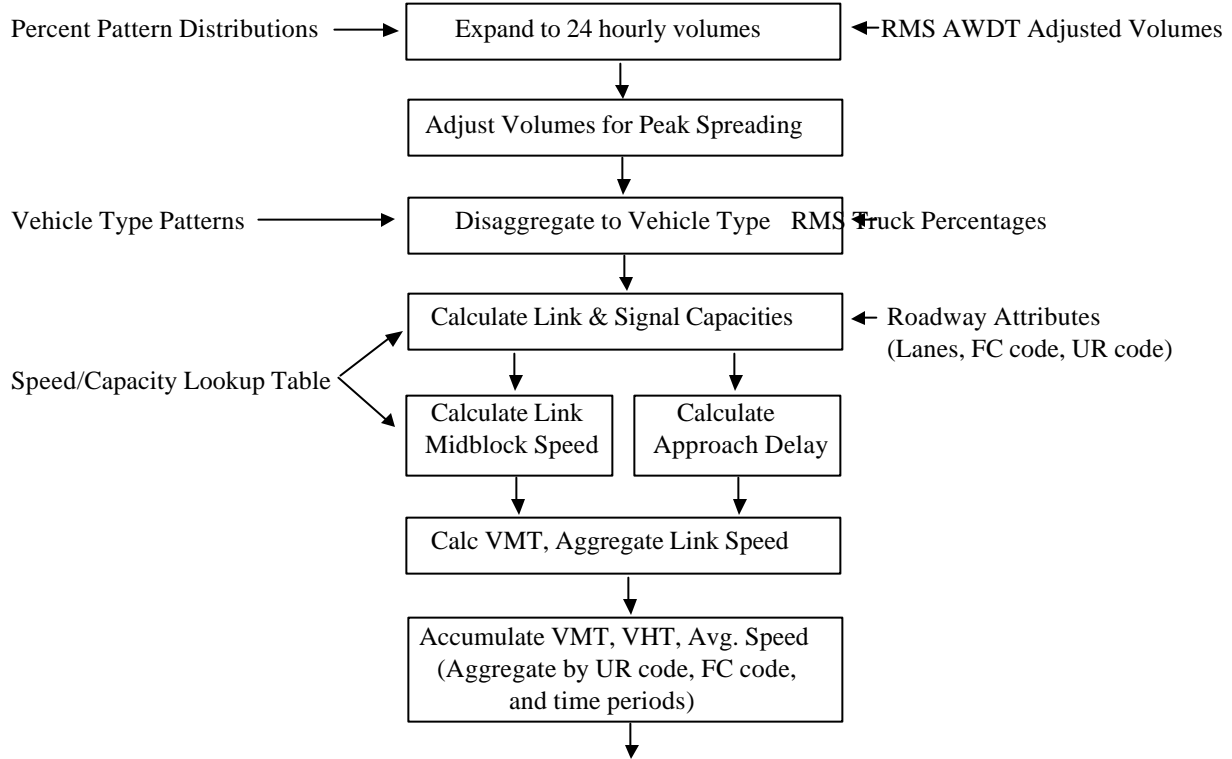 Percent Pattern Distributions
Expand to 24 hourly volumes
RMS AWDT Adjusted Volumes
Adjust Volumes for Peak Spreading
Vehicle Type Patterns
Disaggregate to Vehicle Type
RMS Truck Percentages
Calculate Link & Signal Capacities
Roadway Attributes
(Lanes, FC code, UR code)
Speed/Capacity Lookup Table
Calculate Link
Midblock Speed
Calculate
Approach Delay
Calc VMT, Aggregate Link Speed
Accumulate VMT, VHT, Avg. Speed
(Aggregate by UR code, FC code,
and time periods)